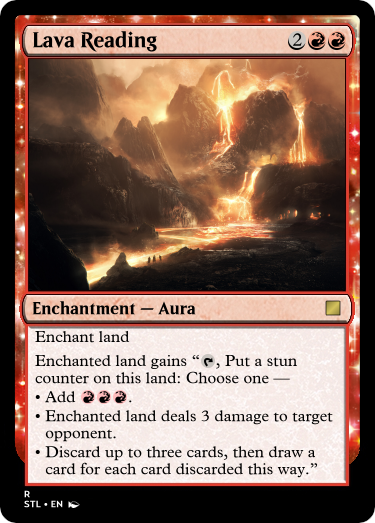 Lava Reading 2
Enchantment — Aura
Enchant land
Enchanted land gains “, Put a stun
counter on this land: Choose one —
• Add .
• Enchanted land deals 3 damage to target
opponent.
• Discard up to three cards, then draw a
card for each card discarded this way.”
R
STL • EN